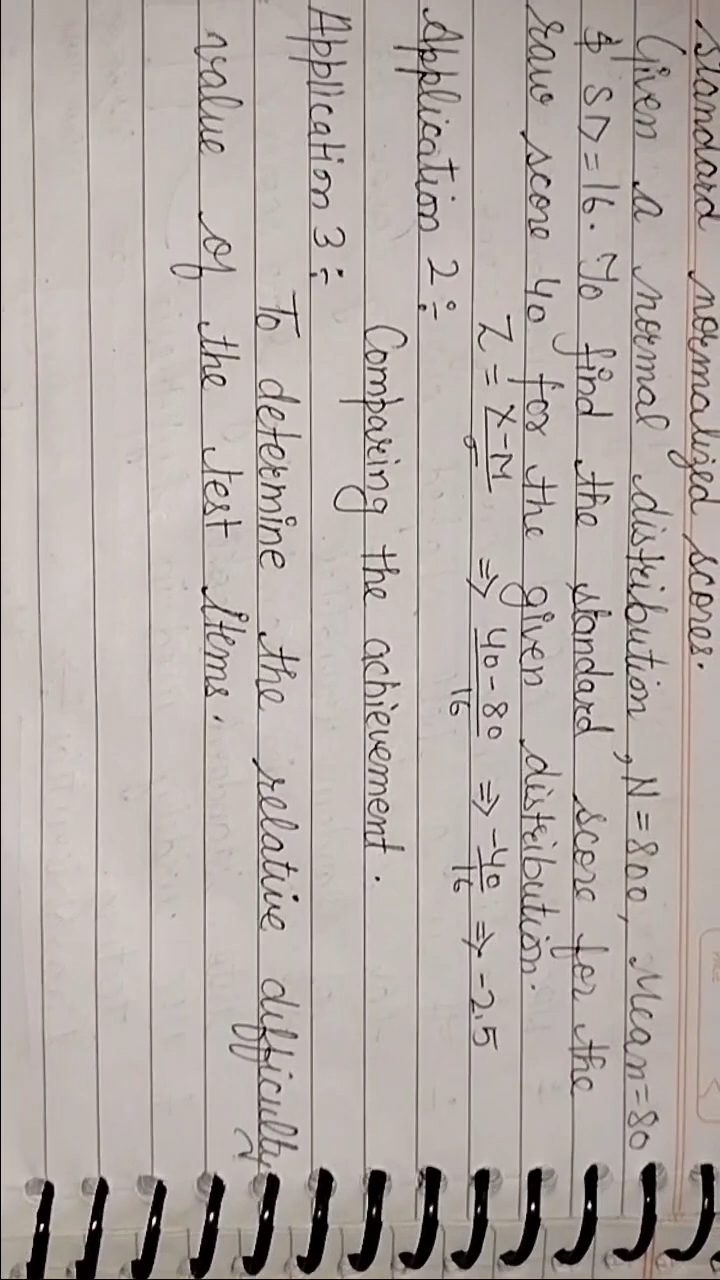 standard normalized scores.
Given a normal distribution, N = 800, Mean = 80
& SD = 16. To find the standard score for the
raw score 40 for the given distribution.
Z = X-M/σ ⇒ 40-80/16 ⇒ -40/16 ⇒ -2.5
Application 2:
Comparing the achievement.
Application 3:
To determine the relative difficulty
value of the test items.